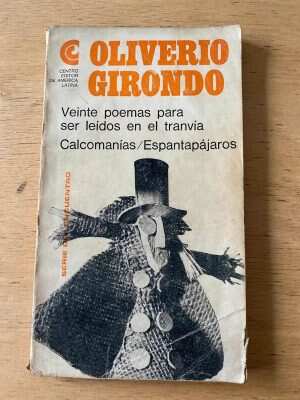 OLIVERIO
GIRONDO
CENTRO
EDITOR
DE AMERICA
LATINA
Veinte poemas para
ser leídos en el tranvía
Calcomanías/Espantapájaros
SERIE